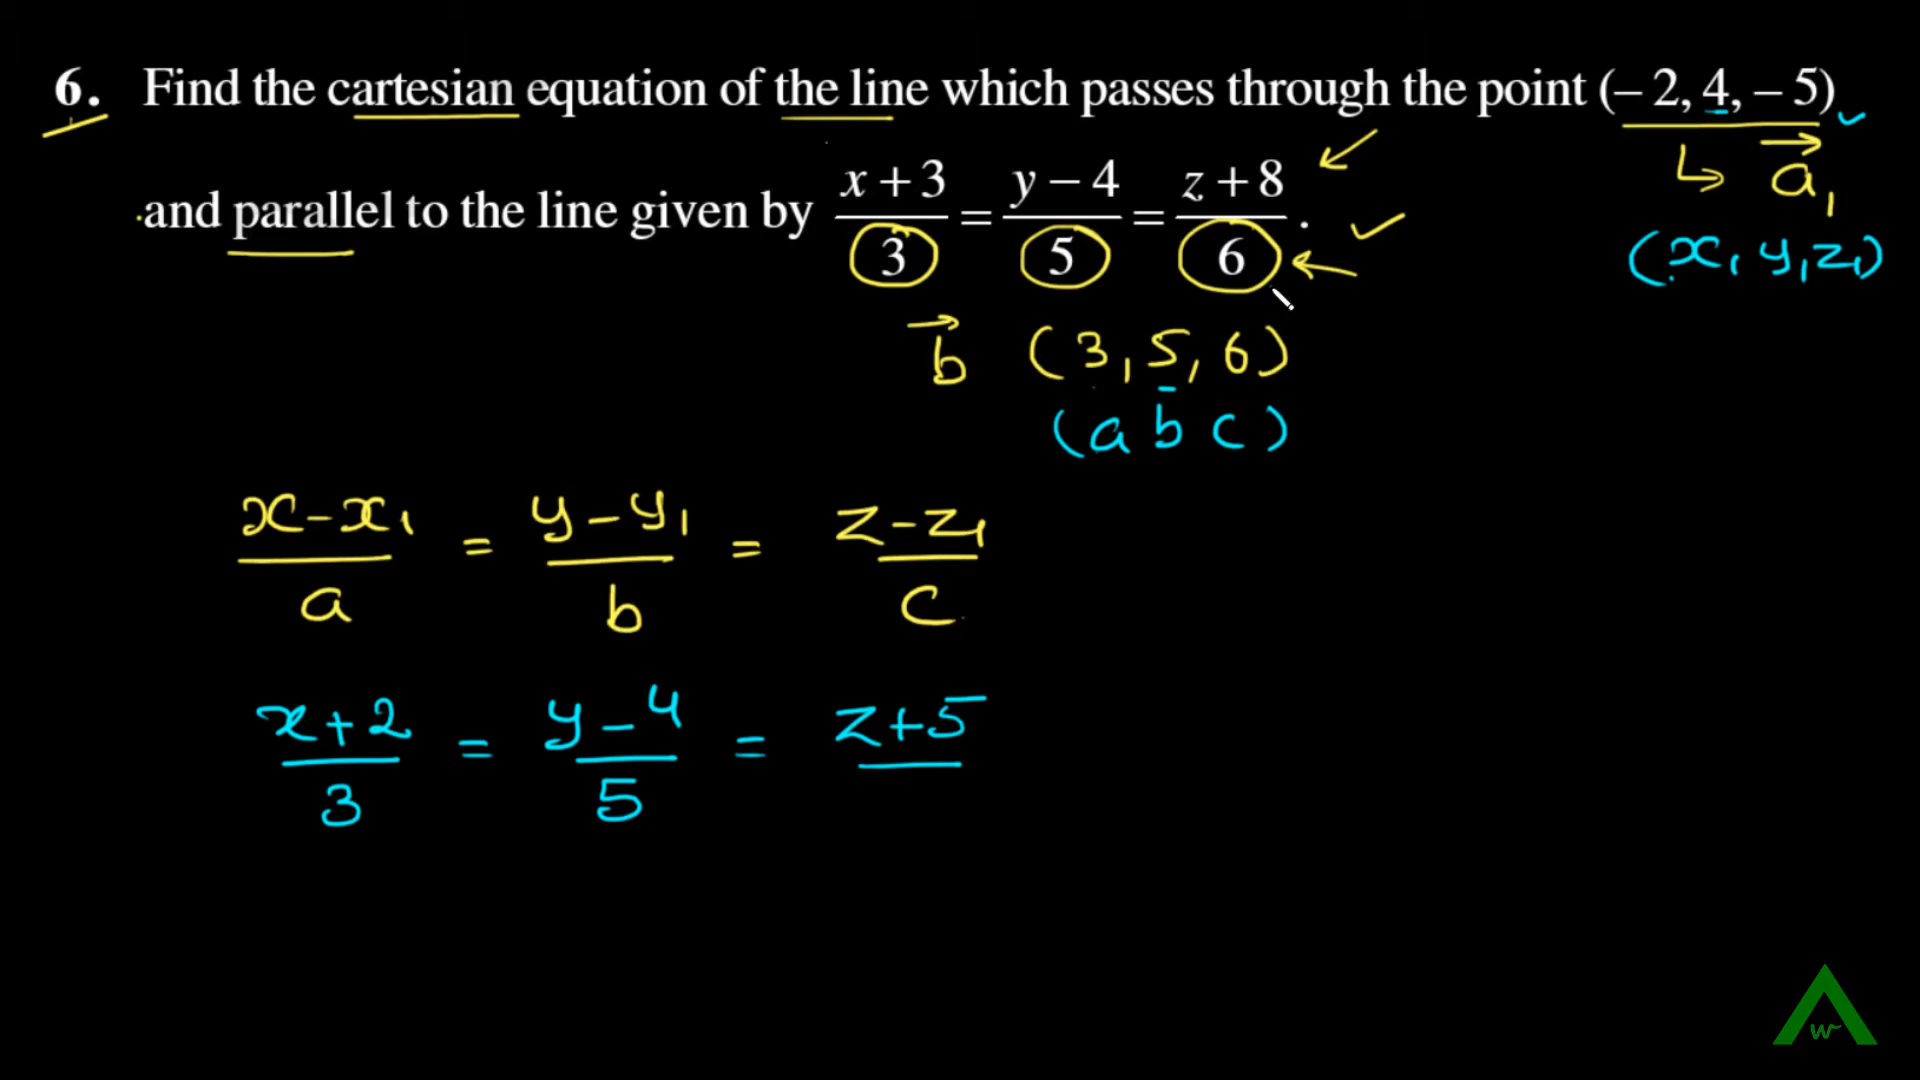 6. Find the cartesian equation of the line which passes through the point (– 2, 4, – 5)
and parallel to the line given by (x + 3)/3 = (y – 4)/5 = (z + 8)/6 .
↳ a⃗₁
(x₁ y₁ z₁)
b⃗ (3, 5, 6)
(a b c)
(x – x₁)/a = (y – y₁)/b = (z – z₁)/c
(x + 2)/3 = (y – 4)/5 = (z + 5)/
w